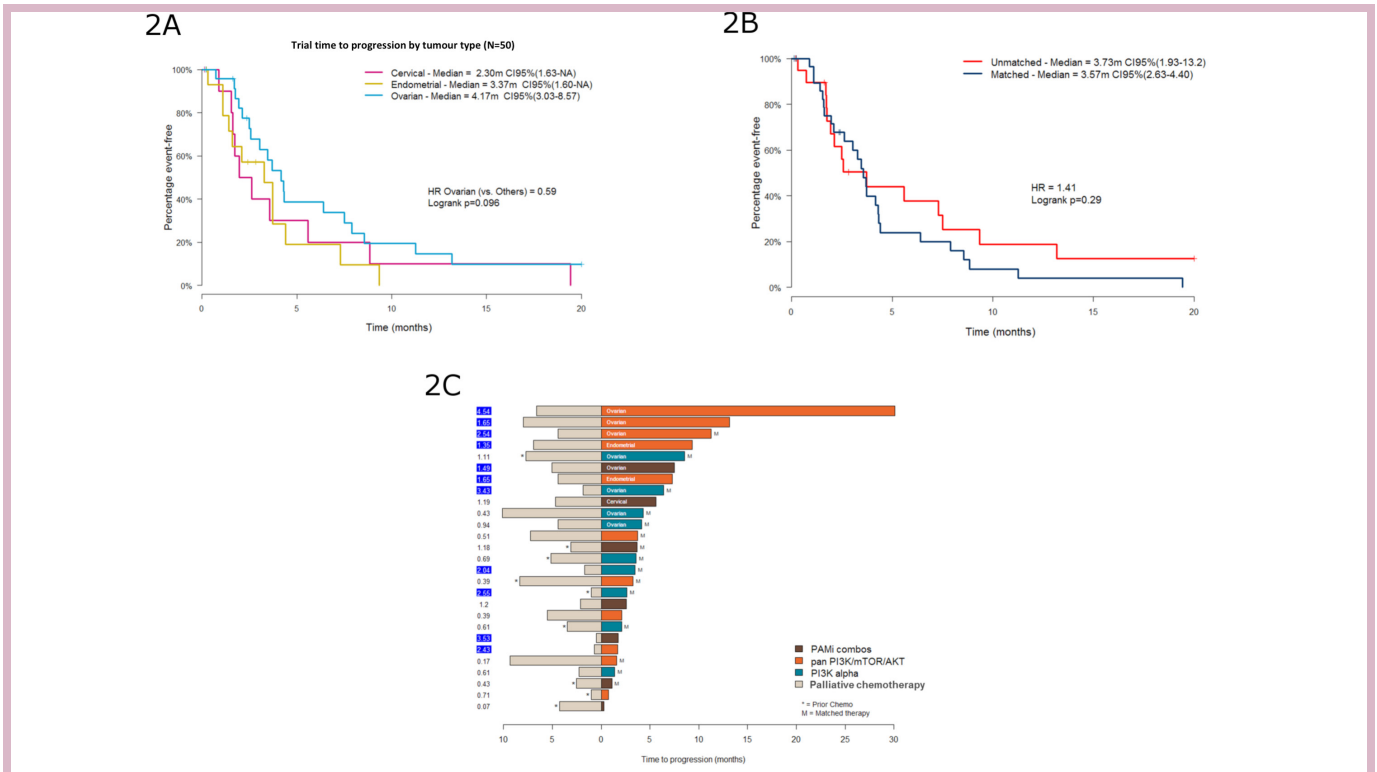 2A
Trial time to progression by tumour type (N=50)
Cervical - Median = 2.30m CI95%(1.63-NA)
Endometrial - Median = 3.37m CI95%(1.60-NA)
Ovarian - Median = 4.17m CI95%(3.03-8.57)
100%
80%
60%
40%
20%
0%
Percentage event-free
HR Ovarian (vs. Others) = 0.59
Logrank p=0.096
0 5 10 15 20
Time (months)
2B
Unmatched - Median = 3.73m CI95%(1.93-13.2)
Matched - Median = 3.57m CI95%(2.63-4.40)
100%
80%
60%
40%
20%
0%
Percentage event-free
HR = 1.41
Logrank p=0.29
0 5 10 15 20
Time (months)
2C
4.54 Ovarian
1.65 Ovarian
2.54 Ovarian M
1.35 Endometrial
1.11 * Ovarian M
1.49 Ovarian
1.65 Endometrial
3.43 Ovarian M
1.19 Cervical
0.43 Ovarian M
0.94 Ovarian M
0.51 M
1.18 * M
0.69 * M
2.04 M
0.39 * M
2.55 * M
1.2
0.39
0.61 * M
3.53
2.43
0.17 M
0.61 M
0.43 * M
0.71 *
0.07 *
PAMi combos
pan PI3K/mTOR/AKT
PI3K alpha
Palliative chemotherapy
* = Prior Chemo
M = Matched therapy
10 5 0 5 10 15 20 25 30
Time to progression (months)